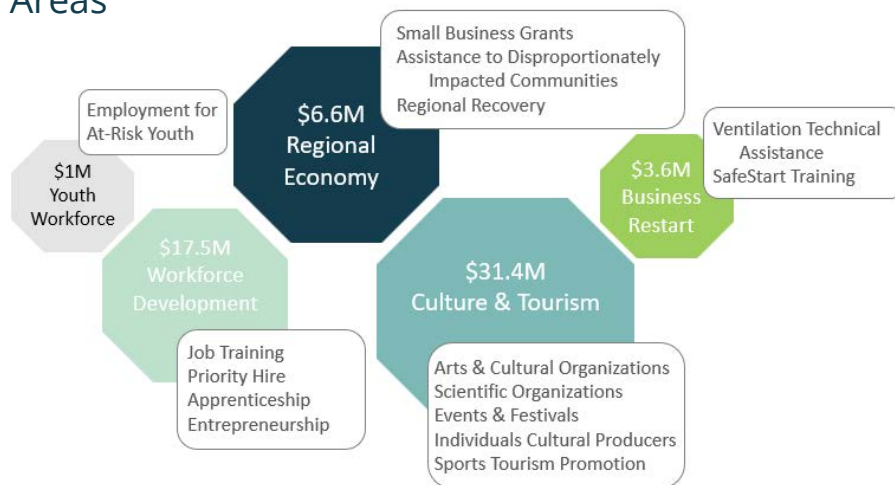 Areas
Small Business Grants
Assistance to Disproportionately
Impacted Communities
Regional Recovery
$6.6M
Regional
Economy
Employment for
At-Risk Youth
$1M
Youth
Workforce
Ventilation Technical
Assistance
SafeStart Training
$3.6M
Business
Restart
$17.5M
Workforce
Development
$31.4M
Culture & Tourism
Job Training
Priority Hire
Apprenticeship
Entrepreneurship
Arts & Cultural Organizations
Scientific Organizations
Events & Festivals
Individuals Cultural Producers
Sports Tourism Promotion